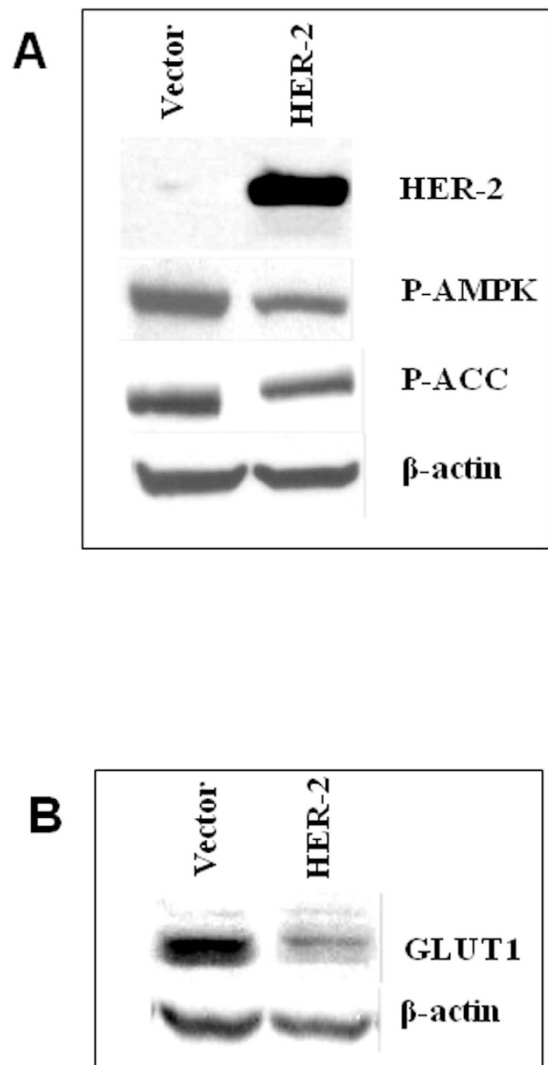 A
Vector
HER-2
HER-2
P-AMPK
P-ACC
β-actin
B
Vector
HER-2
GLUT1
β-actin